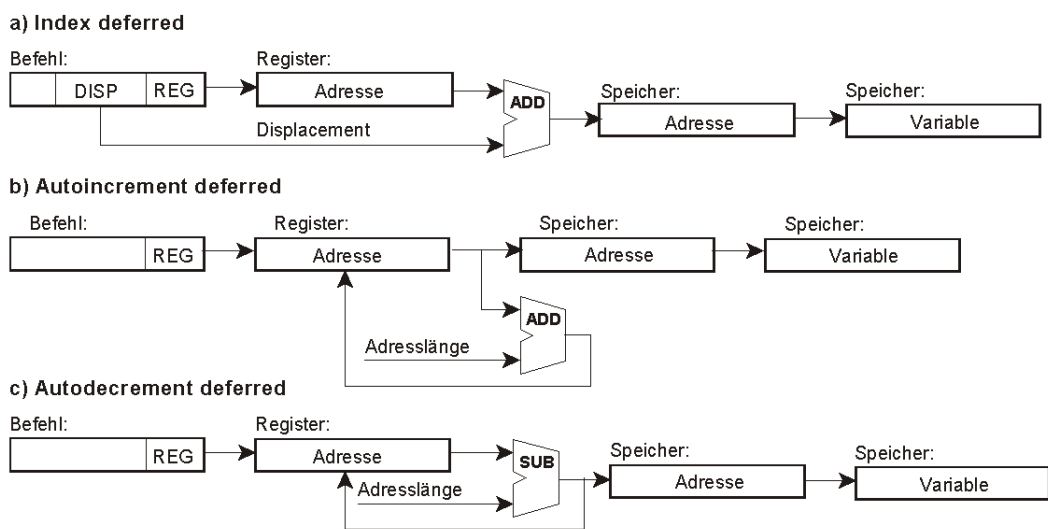 a) Index deferred
Befehl: Register: Speicher: Speicher:
DISP REG Adresse ADD Adresse Variable
Displacement
b) Autoincrement deferred
Befehl: Register: Speicher: Speicher:
REG Adresse Adresse Variable
ADD
Adresslänge
c) Autodecrement deferred
Befehl: Register: Speicher: Speicher:
REG Adresse SUB Adresse Variable
Adresslänge